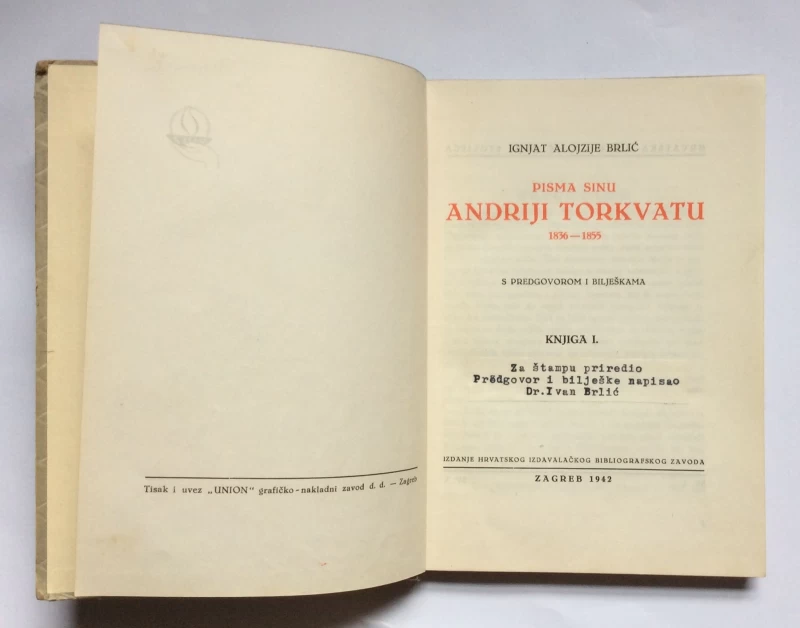 Tisak i uvez „UNION“ grafičko-nakladni zavod d. d. — Zagreb
IGNJAT ALOJZIJE BRLIĆ
PISMA SINU
ANDRIJI TORKVATU
1836—1855
S PREDGOVOROM I BILJEŠKAMA
KNJIGA I.
Za štampu priredio
Predgovor i bilješke napisao
Dr.Ivan Brlić
IZDANJE HRVATSKOG IZDAVALAČKOG BIBLIOGRAFSKOG ZAVODA
ZAGREB 1942